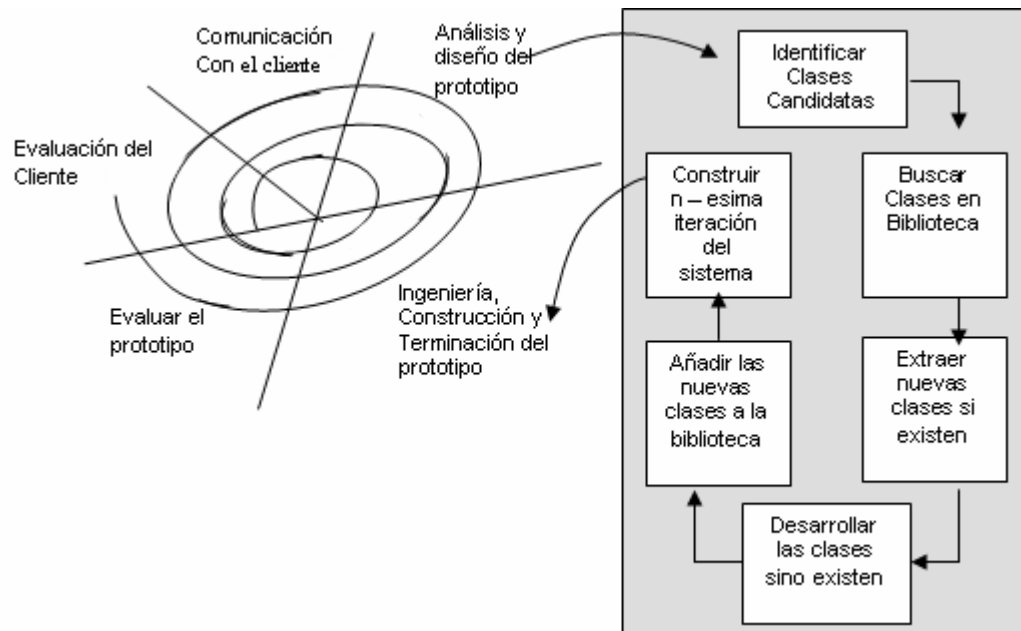 Comunicación
Con el cliente
Análisis y
diseño del
prototipo
Evaluación del
Cliente
Evaluar el
prototipo
Ingeniería,
Construcción y
Terminación del
prototipo
Identificar
Clases
Candidatas
Buscar
Clases en
Biblioteca
Extraer
nuevas
clases si
existen
Desarrollar
las clases
sino existen
Añadir las
nuevas
clases a la
biblioteca
Construir
n – esima
iteración
del
sistema